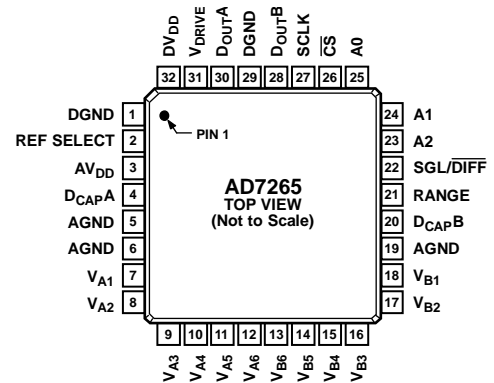 DVDD VDRIVE DOUTA DGND DOUTB SCLK CS A0
32 31 30 29 28 27 26 25
DGND 1
REF SELECT 2
AVDD 3
DCAPA 4
AGND 5
AGND 6
VA1 7
VA2 8
PIN 1
AD7265
TOP VIEW
(Not to Scale)
24 A1
23 A2
22 SGL/DIFF
21 RANGE
20 DCAPB
19 AGND
18 VB1
17 VB2
9 10 11 12 13 14 15 16
VA3 VA4 VA5 VA6 VB6 VB5 VB4 VB3